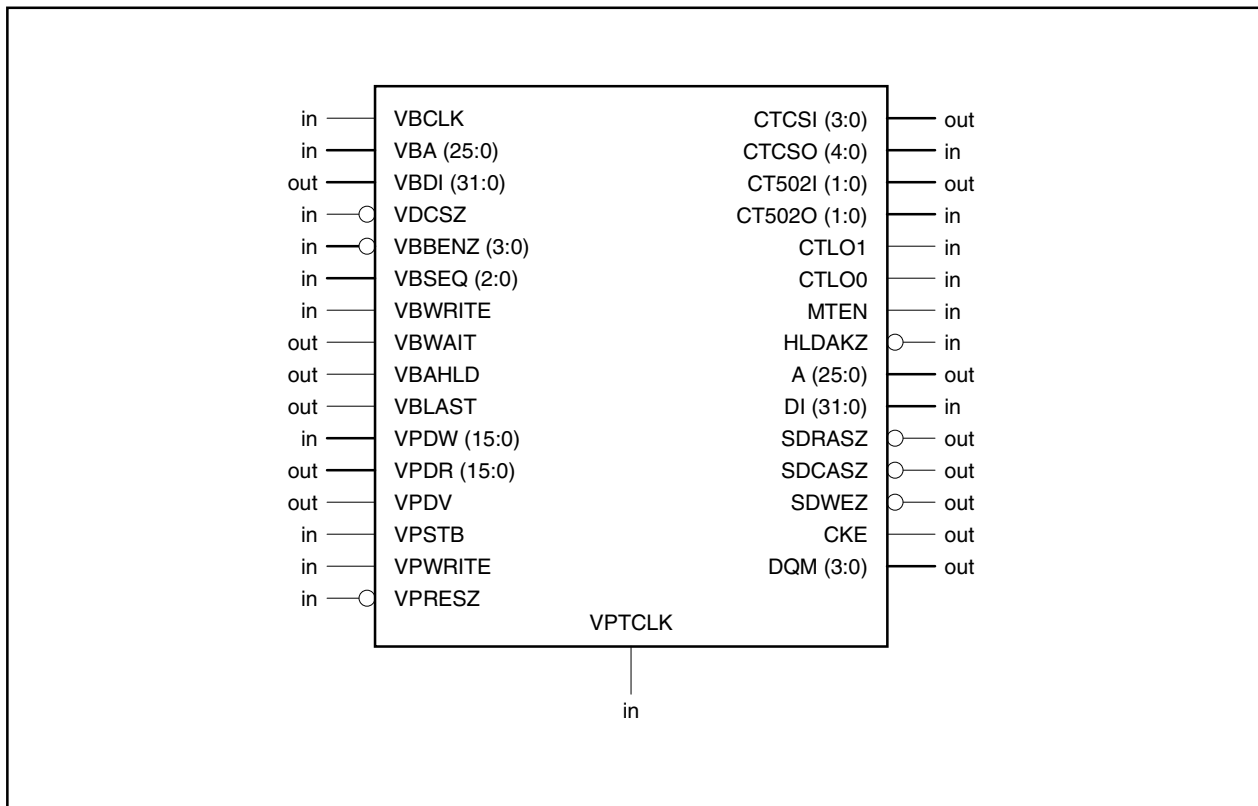 in VBCLK CTCSI (3:0) out
in VBA (25:0) CTCSO (4:0) in
out VBDI (31:0) CT502I (1:0) out
in VDCSZ CT502O (1:0) in
in VBBENZ (3:0) CTLO1 in
in VBSEQ (2:0) CTLO0 in
in VBWRITE MTEN in
out VBWAIT HLDAKZ in
out VBAHLD A (25:0) out
out VBLAST DI (31:0) in
in VPDW (15:0) SDRASZ out
out VPDR (15:0) SDCASZ out
out VPDV SDWEZ out
in VPSTB CKE out
in VPWRITE DQM (3:0) out
in VPRESZ
VPTCLK
in